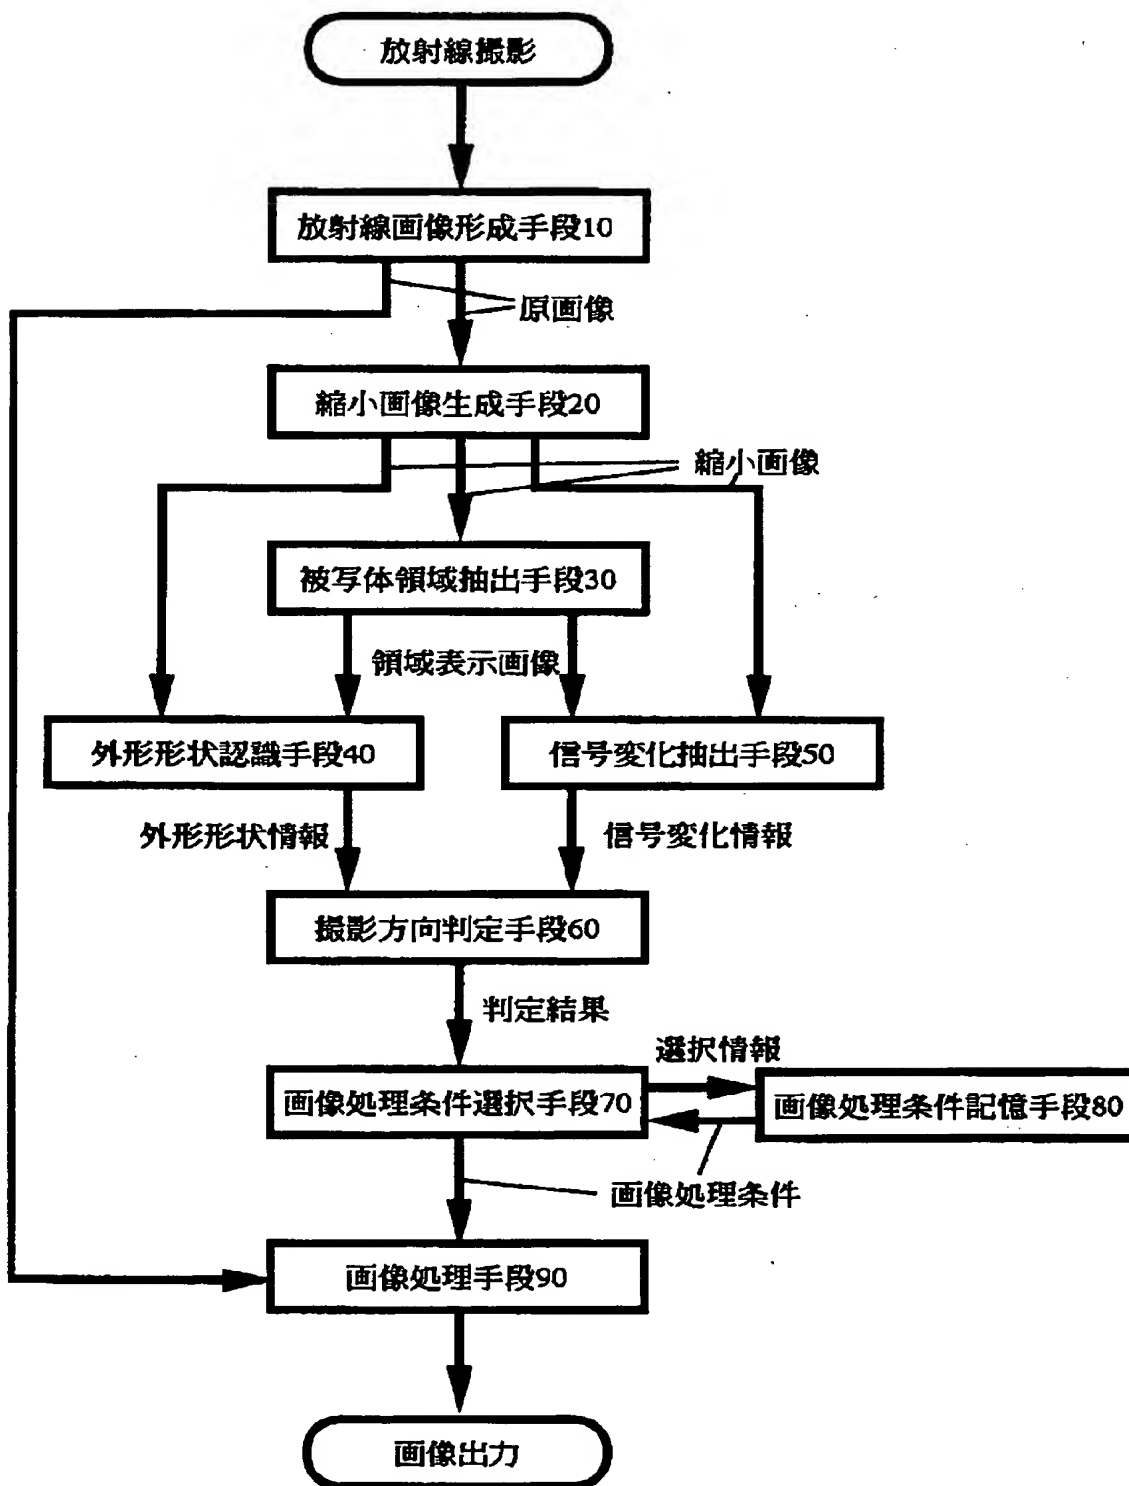 放射線撮影
放射線画像形成手段10
原画像
縮小画像生成手段20
縮小画像
被写体領域抽出手段30
領域表示画像
外形形状認識手段40
信号変化抽出手段50
外形形状情報
信号変化情報
撮影方向判定手段60
判定結果
選択情報
画像処理条件選択手段70
画像処理条件記憶手段80
画像処理条件
画像処理手段90
画像出力